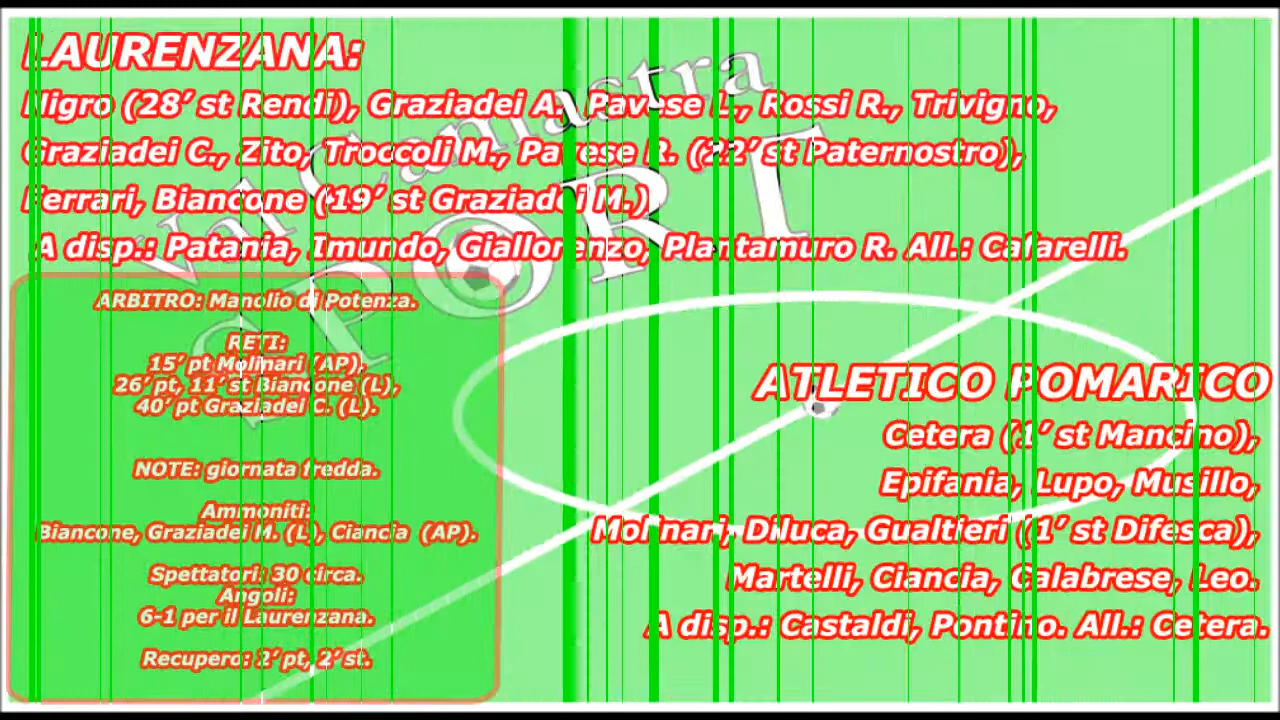 LAURENZANA:
Nigro (28’ st Rendi), Graziadei A., Pavese L., Rossi R., Trivigno,
Graziadei C., Zito, Troccoli M., Pavese R. (22’ st Paternostro),
Ferrari, Biancone (19’ st Graziadei M.)
A disp.: Patania, Imundo, Giallorenzo, Plantamuro R. All.: Cafarelli.
Val Camastra
SPORT
ARBITRO: Manolio di Potenza.
RETI:
15’ pt Molinari (AP),
26’ pt, 11’ st Biancone (L),
40’ pt Graziadei C. (L).
NOTE: giornata fredda.
Ammoniti:
Biancone, Graziadei M. (L), Ciancia (AP).
Spettatori: 30 circa.
Angoli:
6-1 per il Laurenzana.
Recupero: 2’ pt, 2’ st.
ATLETICO POMARICO
Cetera (1’ st Mancino),
Epifania, Lupo, Musillo,
Molinari, Diluca, Gualtieri (1’ st Difesca),
Martelli, Ciancia, Calabrese, Leo.
A disp.: Castaldi, Pontino. All.: Cetera.